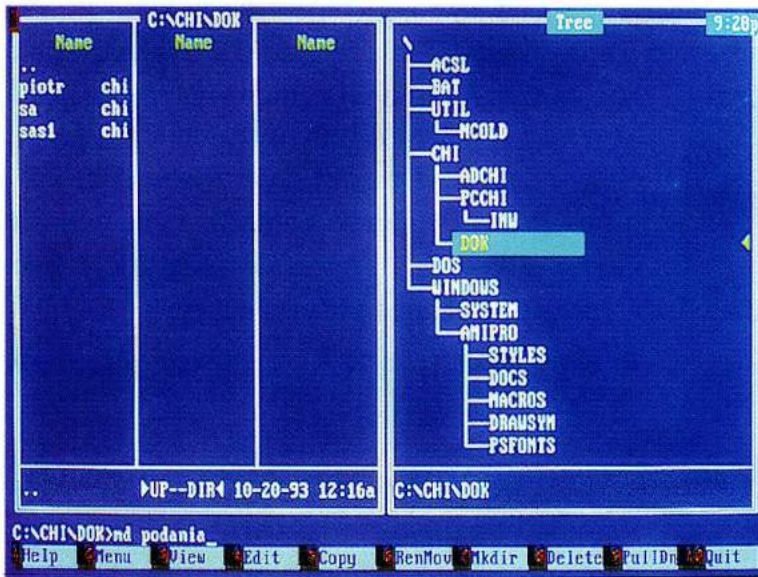 C:\CHI\DOK
Name Name Name
..
piotr chi
sa chi
sas1 chi
.. ►UP--DIR◄ 10-20-93 12:16a
Tree 9:20p
\
ACSL
BAT
UTIL
NCOLD
CHI
ADCHI
PCCHI
INW
DOK
DOS
WINDOWS
SYSTEM
AMIPRO
STYLES
DOCS
MACROS
DRAWSYM
PSFONTS
C:\CHI\DOK
C:\CHI\DOK>md podania_
Help Menu View Edit Copy RenMov Mkdir Delete PullDn Quit